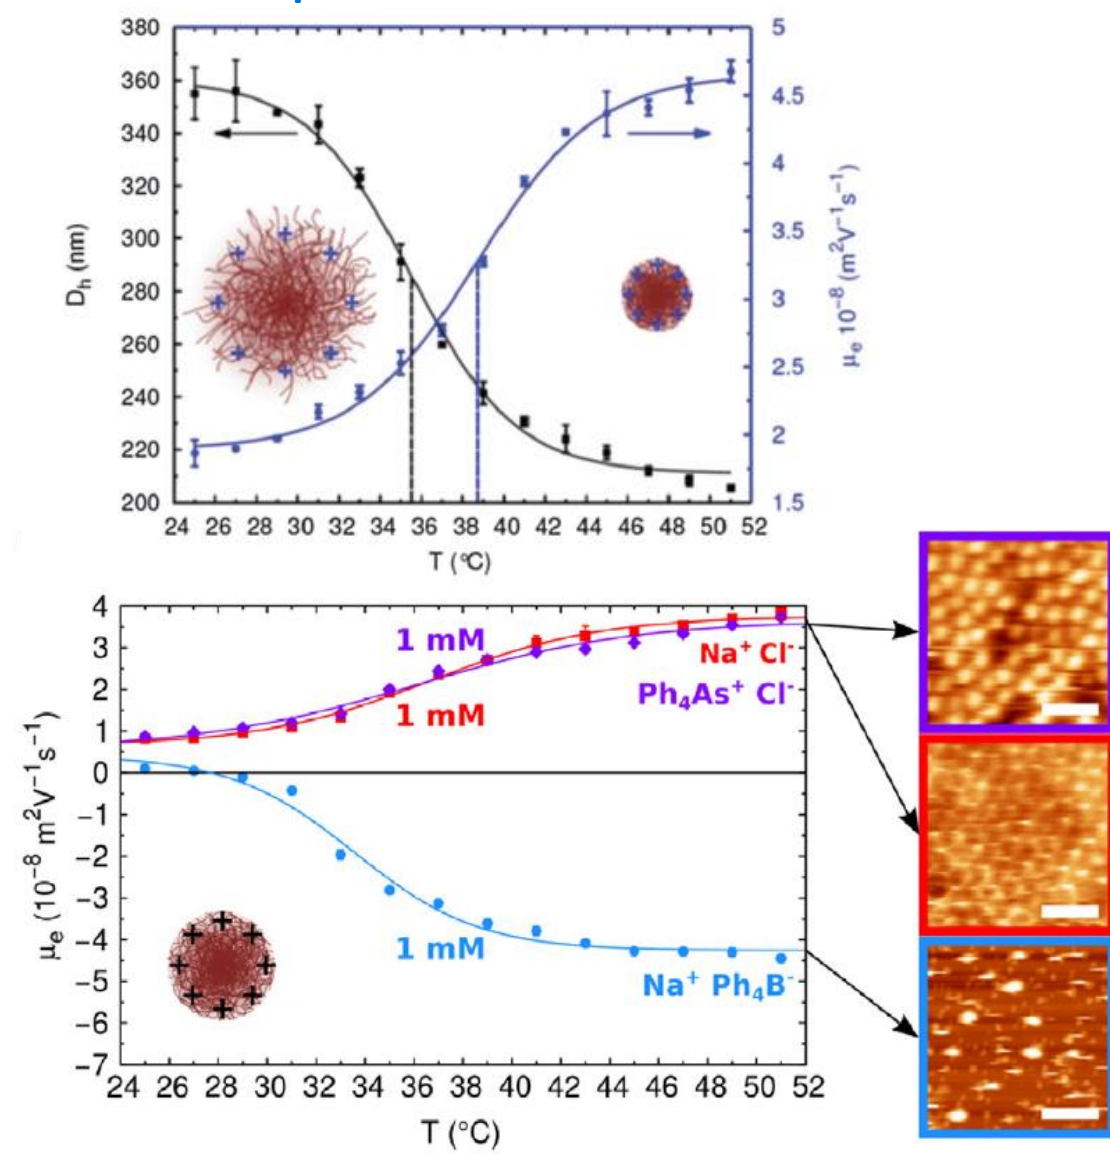 380
360
340
320
300
280
260
240
220
200
D_h (nm)
5
4.5
4
3.5
3
2.5
2
1.5
μ_e 10⁻⁸ (m²V⁻¹s⁻¹)
24 26 28 30 32 34 36 38 40 42 44 46 48 50 52
T (°C)
4
3
2
1
0
−1
−2
−3
−4
−5
−6
−7
μ_e (10⁻⁸ m²V⁻¹s⁻¹)
1 mM
Na⁺ Cl⁻
Ph₄As⁺ Cl⁻
1 mM
1 mM
Na⁺ Ph₄B⁻
24 26 28 30 32 34 36 38 40 42 44 46 48 50 52
T (°C)